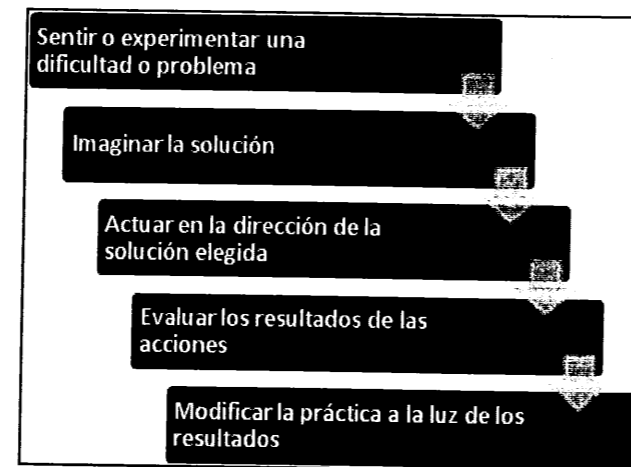 Sentir o experimentar una
dificultad o problema
Imaginar la solución
Actuar en la dirección de la
solución elegida
Evaluar los resultados de las
acciones
Modificar la práctica a la luz de los
resultados